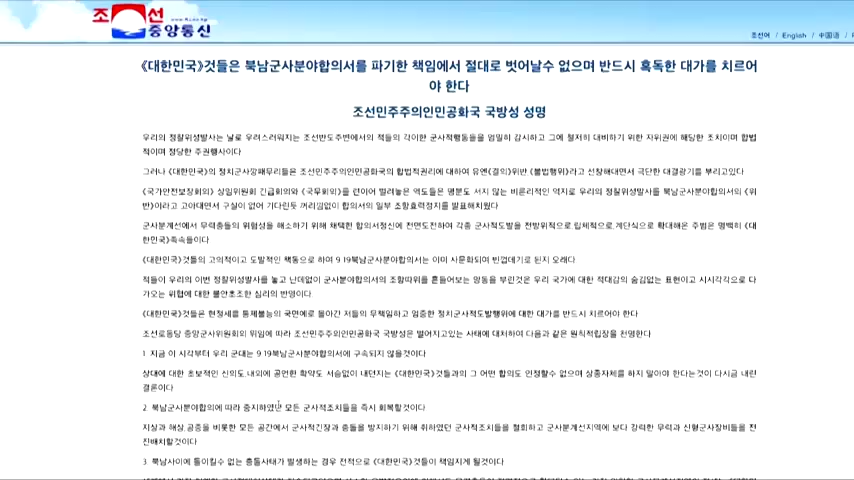 조선
중앙통신
조선어 / English / 中国语 /
《대한민국》것들은 북남군사분야합의서를 파기한 책임에서 절대로 벗어날수 없으며 반드시 혹독한 대가를 치르어
야 한다
조선민주주의인민공화국 국방성 성명
우리의 정찰위성발사는 날로 우려스러워지는 조선반도주변에서의 적들의 각이한 군사적행동들을 엄밀히 감시하고 그에 철저히 대비하기 위한 자위권에 해당한 조치이며 합법
적이며 정당한 주권행사이다
그러나 《대한민국》의 정치군사깡패무리들은 조선민주주의인민공화국의 합법적권리에 대하여 유엔《결의》위반 《불법행위》라고 선창해대면서 극단한 대결광기를 부리고있다
《국가안전보장회의》 상임위원회 긴급회의와 《국무회의》를 련이어 벌려놓은 역도들은 명분도 서지 않는 비론리적인 억지로 우리의 정찰위성발사를 북남군사분야합의서의 《위
반》이라고 고아대면서 구실이 없어 기다린듯 꺼리낌없이 합의서의 일부 조항효력정지를 발표해치웠다
군사분계선에서 무력충돌의 위험성을 해소하기 위해 채택한 합의서정신에 전면도전하여 각종 군사적도발을 전방위적으로,립체적으로,계단식으로 확대해온 주범은 명백히 《대
한민국》족속들이다
《대한민국》것들의 고의적이고 도발적인 책동으로 하여 9.19북남군사분야합의서는 이미 사문화되여 빈껍데기로 된지 오래다
적들이 우리의 이번 정찰위성발사를 놓고 난데없이 군사분야합의서의 조항따위를 흔들어보는 망동을 부린것은 우리 국가에 대한 적대감의 숨김없는 표현이고 시시각각으로 다
가오는 위협에 대한 불안초조한 심리의 반영이다.
《대한민국》것들은 현정세를 통제불능의 국면에로 몰아간 저들의 무책임하고 엄중한 정치군사적도발행위에 대한 대가를 반드시 치르어야 한다
조선로동당 중앙군사위원회의 위임에 따라 조선민주주의인민공화국 국방성은 벌어지고있는 사태에 대처하여 다음과 같은 원칙적립장을 천명한다
1. 지금 이 시각부터 우리 군대는 9.19북남군사분야합의서에 구속되지 않을것이다
상대에 대한 초보적인 신의도,내외에 공언한 확약도 서슴없이 내던지는 《대한민국》것들과의 그 어떤 합의도 인정할수 없으며 상종자체를 하지 말아야 한다는것이 다시금 내린
결론이다
2. 북남군사분야합의에 따라 중지하였던 모든 군사적조치들을 즉시 회복할것이다
지상과 해상,공중을 비롯한 모든 공간에서 군사적긴장과 충돌을 방지하기 위해 취하였던 군사적조치들을 철회하고 군사분계선지역에 보다 강력한 무력과 신형군사장비들을 전
진배치할것이다
3. 북남사이에 돌이킬수 없는 충돌사태가 발생하는 경우 전적으로 《대한민국》것들이 책임지게 될것이다